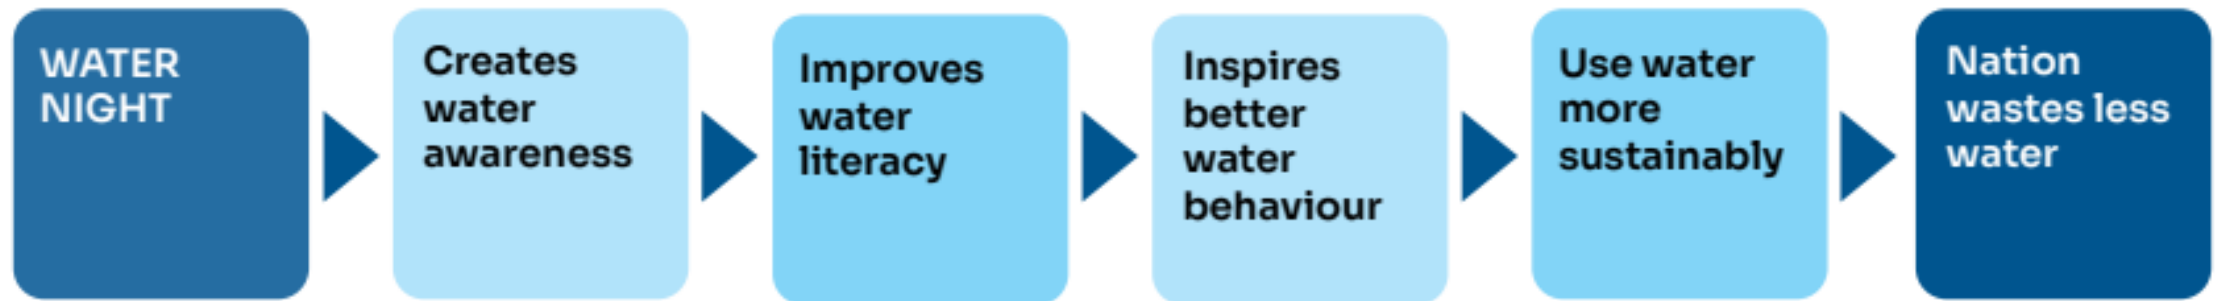 WATER
NIGHT
Creates
water
awareness
Improves
water
literacy
Inspires
better
water
behaviour
Use water
more
sustainably
Nation
wastes less
water